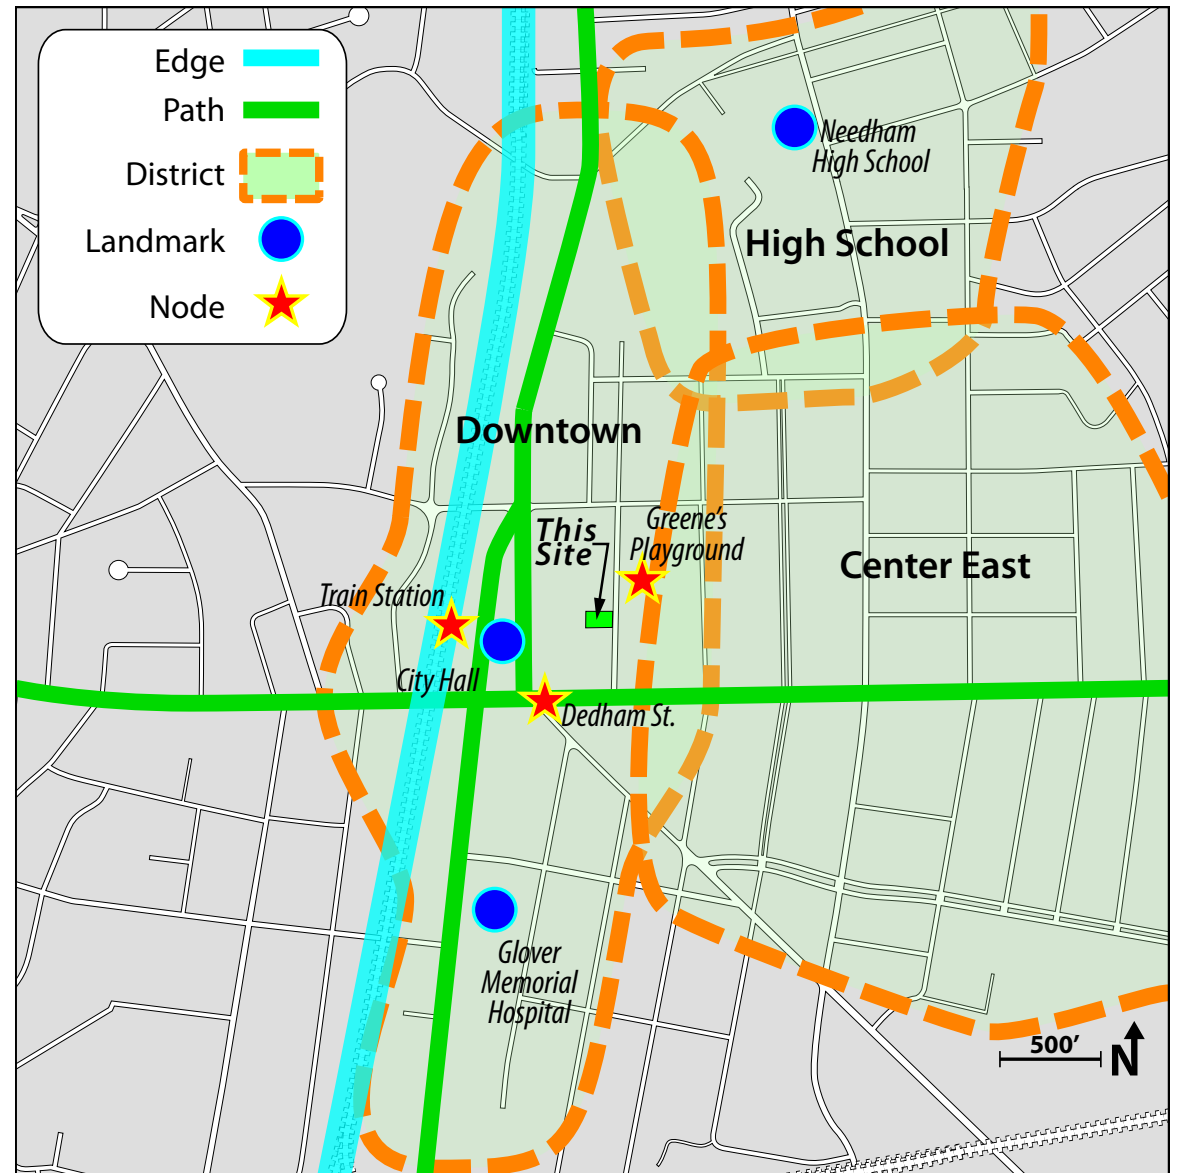 Edge
Path
District
Landmark
Node
Needham
High School
High School
Downtown
This
Site
Greene's
Playground
Center East
Train Station
City Hall
Dedham St.
Glover
Memorial
Hospital
500'
N